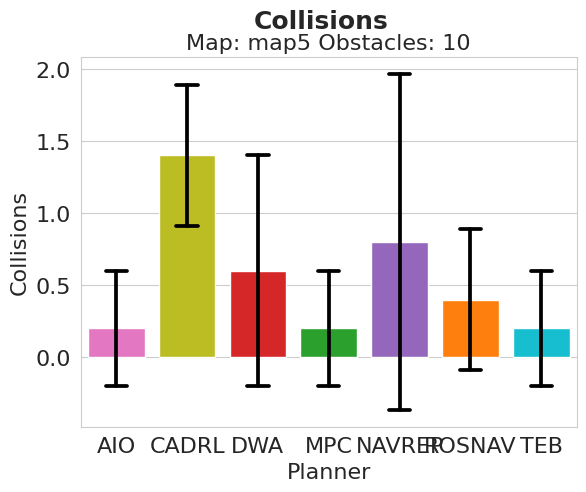 Collisions
Map: map5 Obstacles: 10
2.0
1.5
1.0
0.5
0.0
Collisions
AIO CADRL DWA MPC NAVREP ROSNAV TEB
Planner